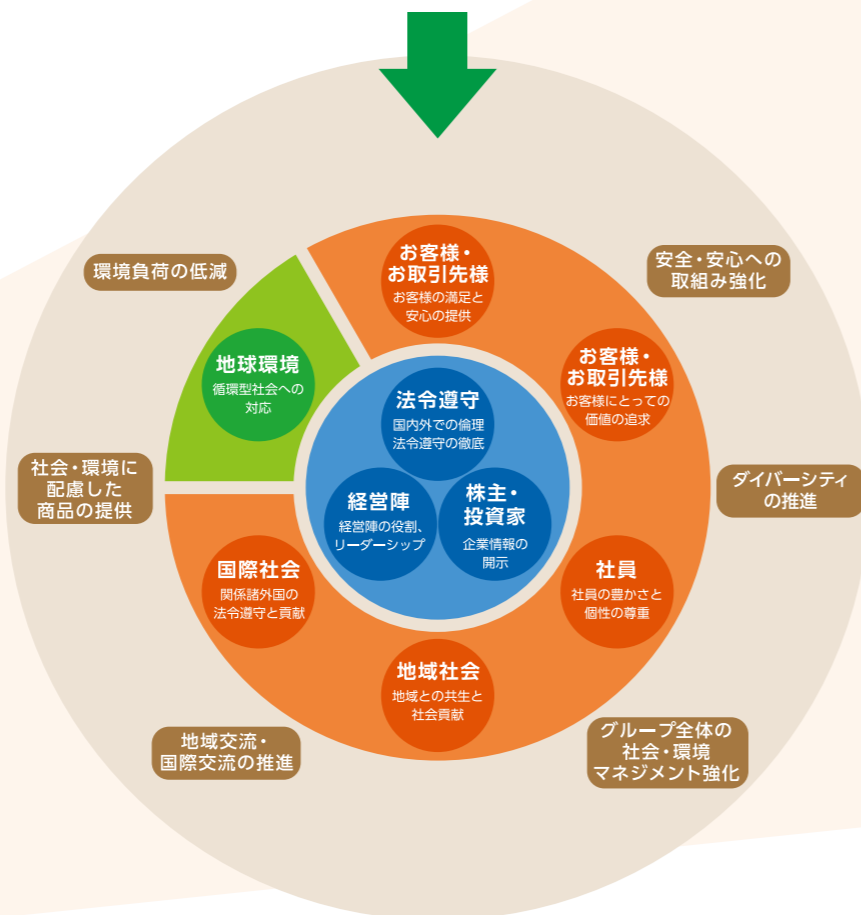 環境負荷の低減
安全・安心への
取組み強化
お客様・
お取引先様
お客様の満足と
安心の提供
お客様・
お取引先様
お客様にとっての
価値の追求
地球環境
循環型社会への
対応
法令遵守
国内外での倫理
法令遵守の徹底
経営陣
経営陣の役割、
リーダーシップ
株主・
投資家
企業情報の
開示
社会・環境に
配慮した
商品の提供
ダイバーシティ
の推進
国際社会
関係諸外国の
法令遵守と貢献
社員
社員の豊かさと
個性の尊重
地域社会
地域との共生と
社会貢献
地域交流・
国際交流の推進
グループ全体の
社会・環境
マネジメント強化